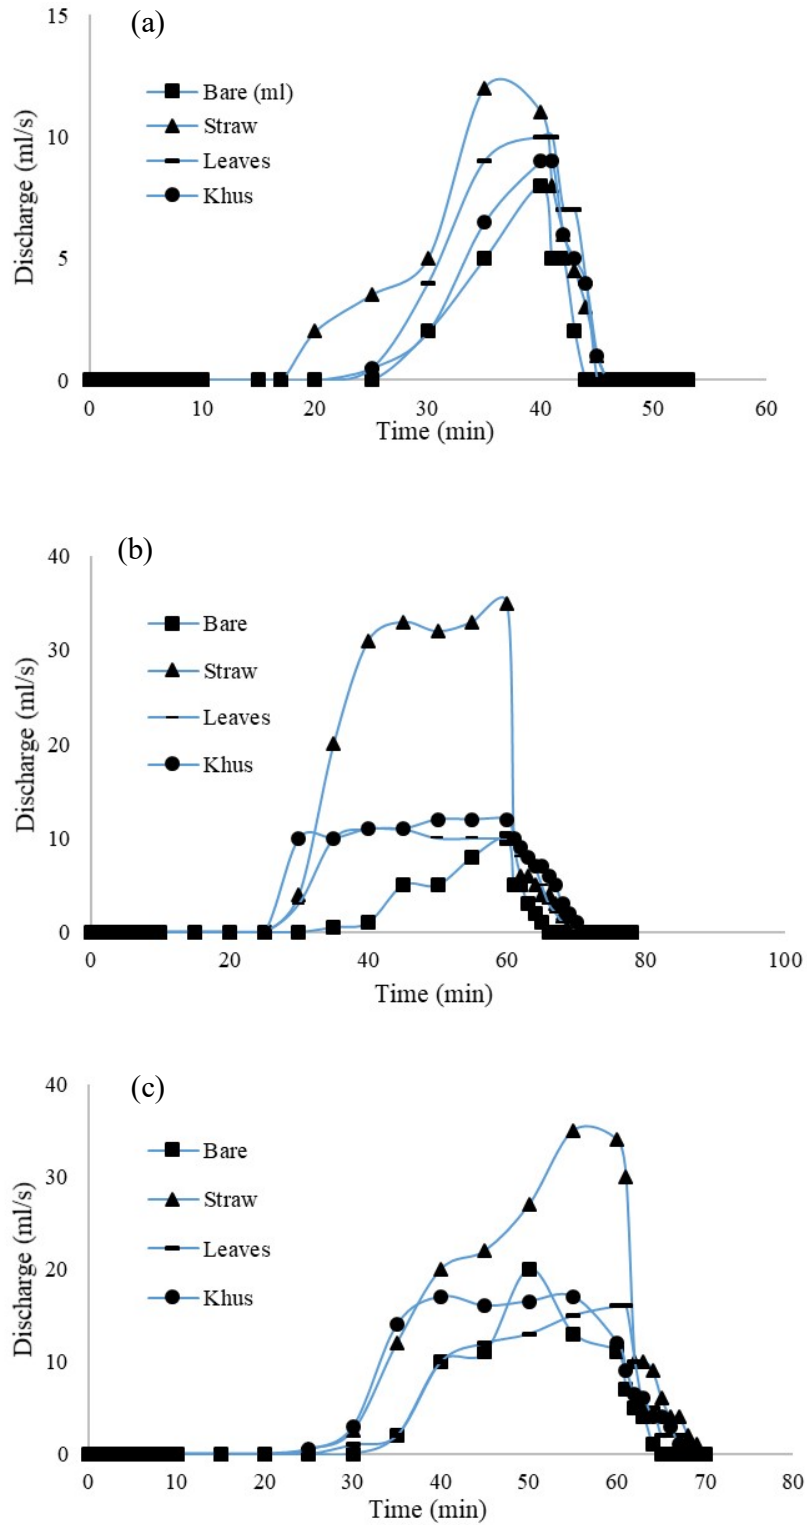 (a)
15
10
5
0
Discharge (ml/s)
Bare (ml)
Straw
Leaves
Khus
0 10 20 30 40 50 60
Time (min)
(b)
40
30
20
10
0
Discharge (ml/s)
Bare
Straw
Leaves
Khus
0 20 40 60 80 100
Time (min)
(c)
40
30
20
10
0
Discharge (ml/s)
Bare
Straw
Leaves
Khus
0 10 20 30 40 50 60 70 80
Time (min)